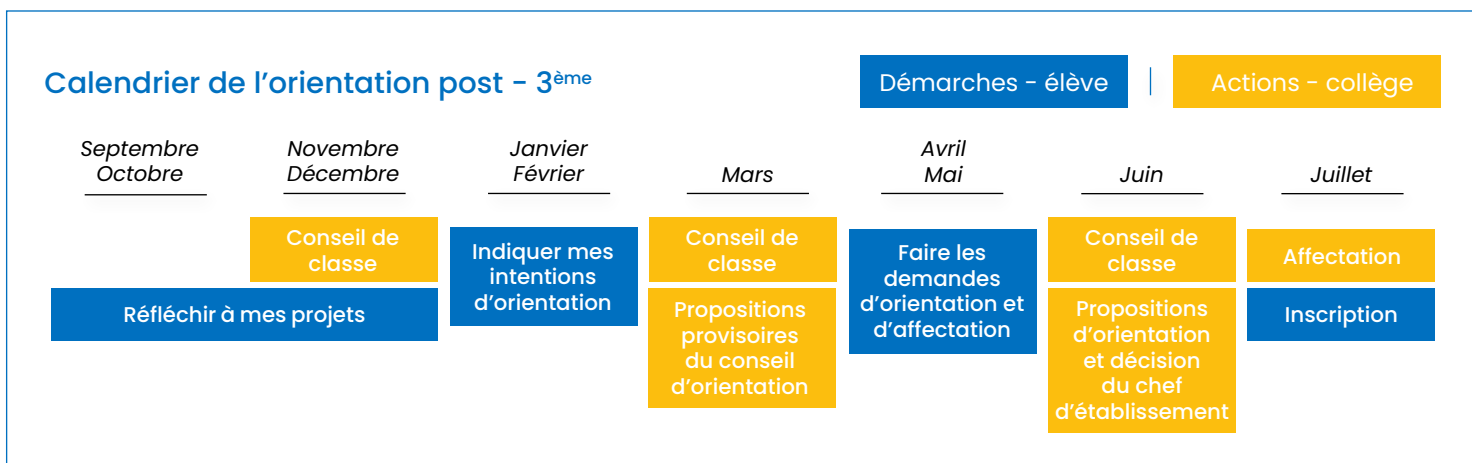 Calendrier de l'orientation post - 3ème
Démarches - élève
Actions - collège
Septembre
Octobre
Novembre
Décembre
Janvier
Février
Mars
Avril
Mai
Juin
Juillet
Conseil de
classe
Réfléchir à mes projets
Indiquer mes
intentions
d'orientation
Conseil de
classe
Propositions
provisoires
du conseil
d'orientation
Faire les
demandes
d'orientation et
d'affectation
Conseil de
classe
Propositions
d'orientation
et décision
du chef
d'établissement
Affectation
Inscription